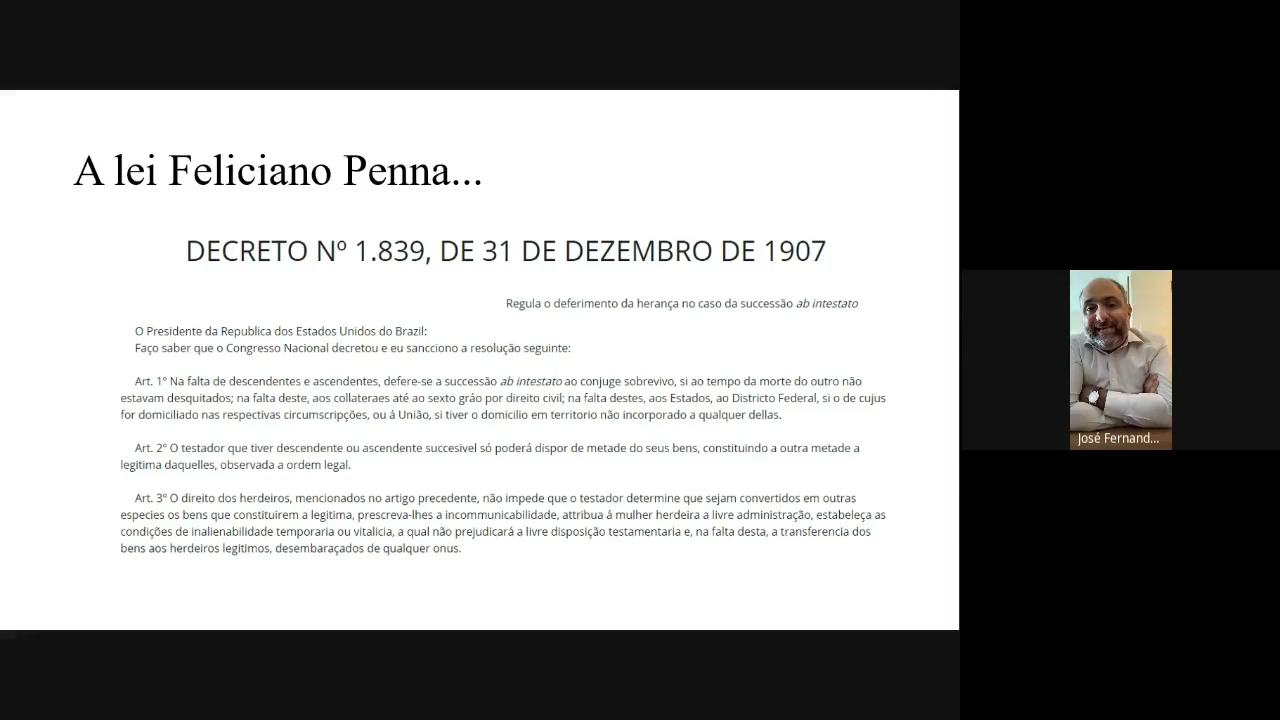 A lei Feliciano Penna...
DECRETO Nº 1.839, DE 31 DE DEZEMBRO DE 1907
Regula o deferimento da herança no caso da successão ab intestato
O Presidente da Republica dos Estados Unidos do Brazil:
Faço saber que o Congresso Nacional decretou e eu sancciono a resolução seguinte:
Art. 1º Na falta de descendentes e ascendentes, defere-se a successão ab intestato ao conjuge sobrevivo, si ao tempo da morte do outro não
estavam desquitados; na falta deste, aos collateraes até ao sexto gráo por direito civil; na falta destes, aos Estados, ao Districto Federal, si o de cujus
for domiciliado nas respectivas circumscripções, ou á União, si tiver o domicilio em territorio não incorporado a qualquer dellas.
Art. 2º O testador que tiver descendente ou ascendente succesivel só poderá dispor de metade do seus bens, constituindo a outra metade a
legitima daquelles, observada a ordem legal.
Art. 3º O direito dos herdeiros, mencionados no artigo precedente, não impede que o testador determine que sejam convertidos em outras
especies os bens que constituirem a legitima, prescreva-lhes a incommunicabilidade, attribua á mulher herdeira a livre administração, estabeleça as
condições de inalienabilidade temporaria ou vitalicia, a qual não prejudicará a livre disposição testamentaria e, na falta desta, a transferencia dos
bens aos herdeiros legitimos, desembaraçados de qualquer onus.
José Fernand...